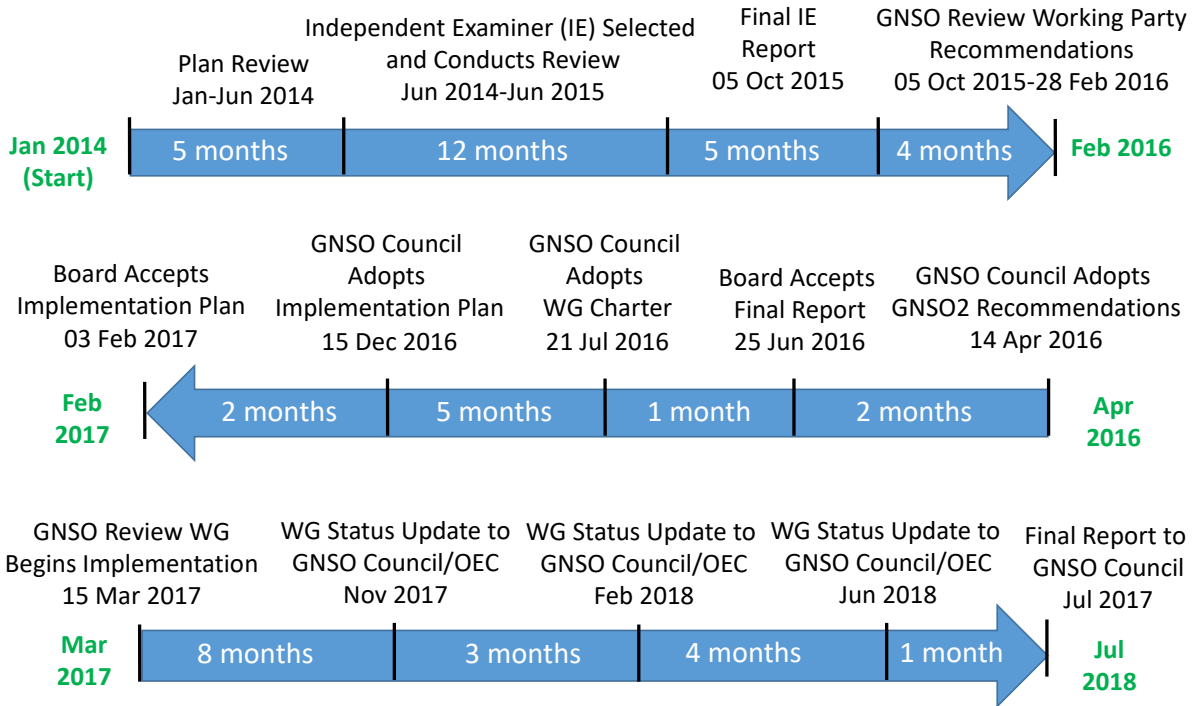 Plan Review
Jan-Jun 2014
Independent Examiner (IE) Selected
and Conducts Review
Jun 2014-Jun 2015
Final IE
Report
05 Oct 2015
GNSO Review Working Party
Recommendations
05 Oct 2015-28 Feb 2016
Jan 2014
(Start)
5 months
12 months
5 months
4 months
Feb 2016
Board Accepts
Implementation Plan
03 Feb 2017
GNSO Council
Adopts
Implementation Plan
15 Dec 2016
GNSO Council
Adopts
WG Charter
21 Jul 2016
Board Accepts
Final Report
25 Jun 2016
GNSO Council Adopts
GNSO2 Recommendations
14 Apr 2016
Feb
2017
2 months
5 months
1 month
2 months
Apr
2016
GNSO Review WG
Begins Implementation
15 Mar 2017
WG Status Update to
GNSO Council/OEC
Nov 2017
WG Status Update to
GNSO Council/OEC
Feb 2018
WG Status Update to
GNSO Council/OEC
Jun 2018
Final Report to
GNSO Council
Jul 2017
Mar
2017
8 months
3 months
4 months
1 month
Jul
2018